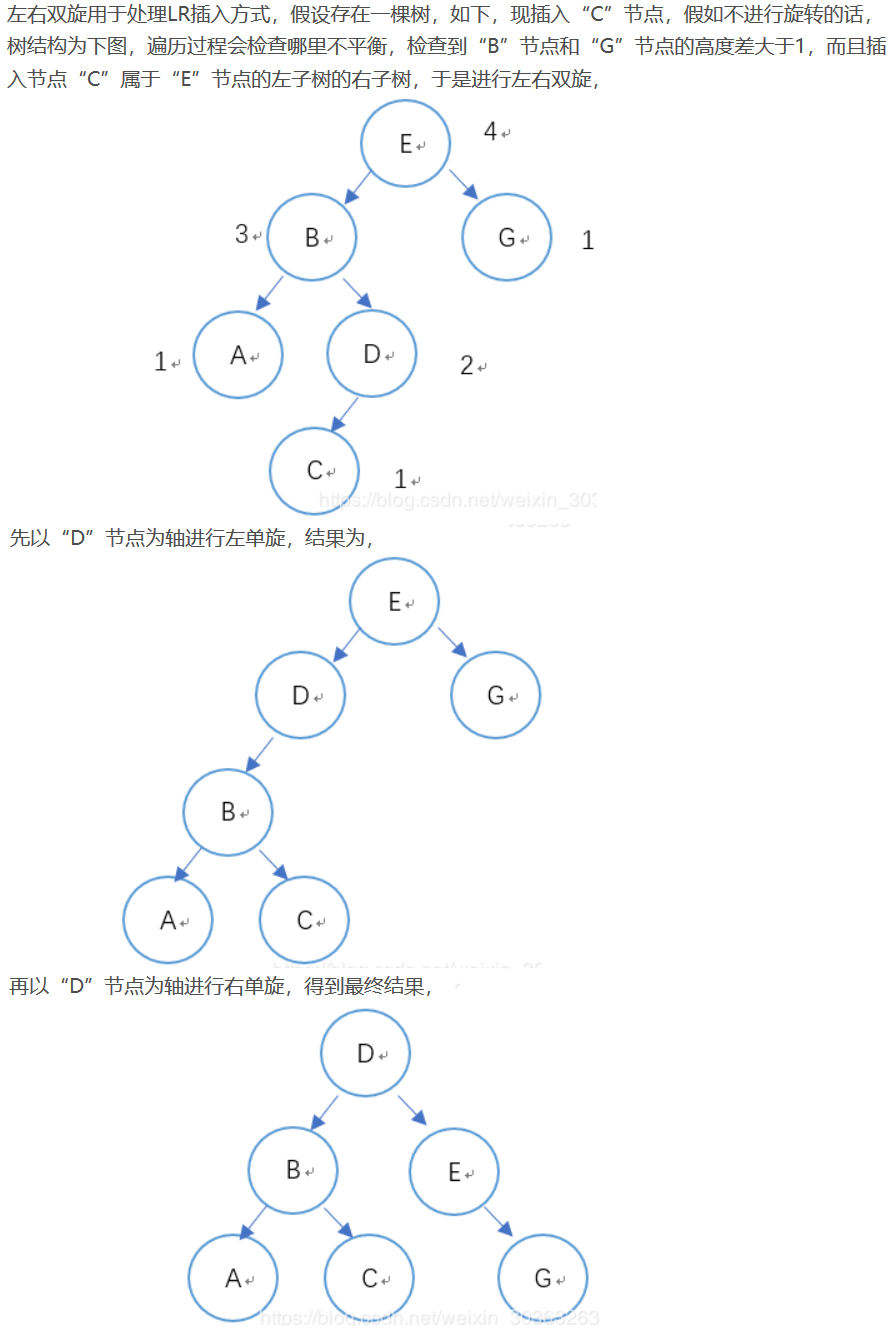 左右双旋用于处理LR插入方式，假设存在一棵树，如下，现插入“C”节点，假如不进行旋转的话，
树结构为下图，遍历过程会检查哪里不平衡，检查到“B”节点和“G”节点的高度差大于1，而且插
入节点“C”属于“E”节点的左子树的右子树，于是进行左右双旋，
E 4
3 B G 1
1 A D 2
C 1
https://blog.csdn.net/weixin_303
先以“D”节点为轴进行左单旋，结果为，
E
D G
B
A C
再以“D”节点为轴进行右单旋，得到最终结果，
D
B E
A C G
https://blog.csdn.net/weixin_30363263